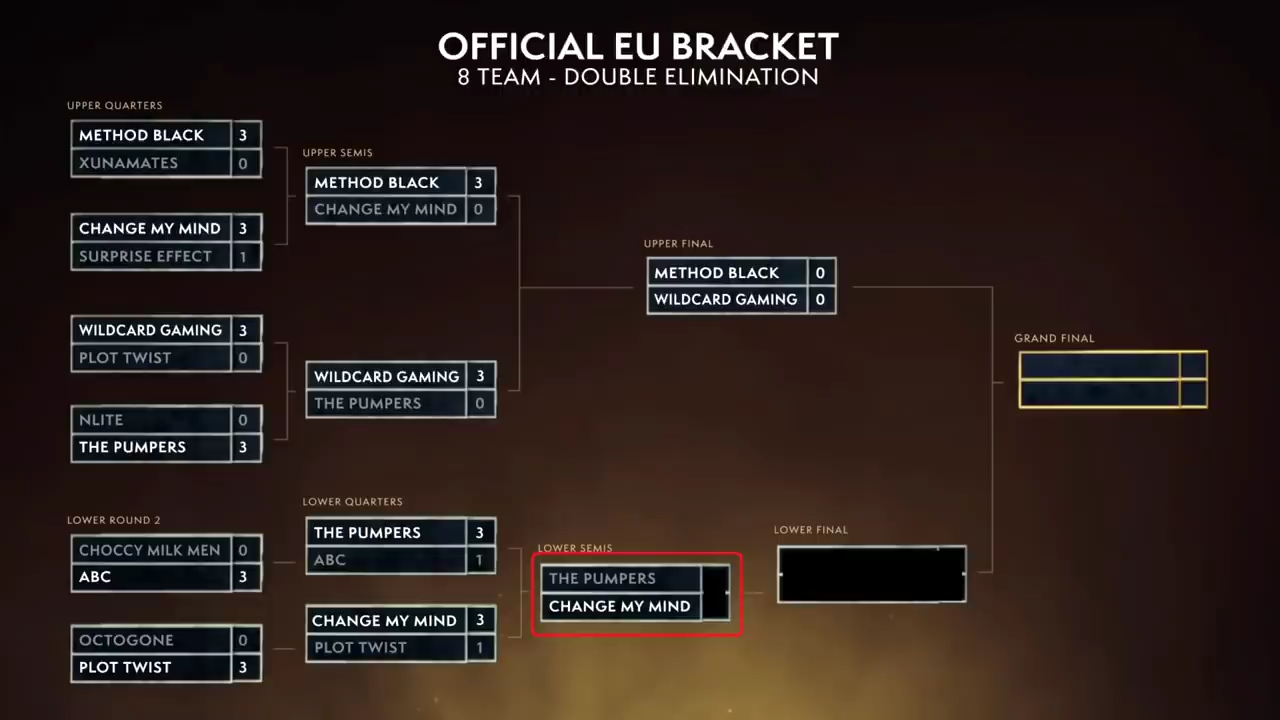 OFFICIAL EU BRACKET
8 TEAM - DOUBLE ELIMINATION
UPPER QUARTERS
METHOD BLACK 3
XUNAMATES 0
CHANGE MY MIND 3
SURPRISE EFFECT 1
WILDCARD GAMING 3
PLOT TWIST 0
NLITE 0
THE PUMPERS 3
UPPER SEMIS
METHOD BLACK 3
CHANGE MY MIND 0
WILDCARD GAMING 3
THE PUMPERS 0
UPPER FINAL
METHOD BLACK 0
WILDCARD GAMING 0
GRAND FINAL
LOWER ROUND 2
CHOCCY MILK MEN 0
ABC 3
OCTOGONE 0
PLOT TWIST 3
LOWER QUARTERS
THE PUMPERS 3
ABC 1
CHANGE MY MIND 3
PLOT TWIST 1
LOWER SEMIS
THE PUMPERS
CHANGE MY MIND
LOWER FINAL